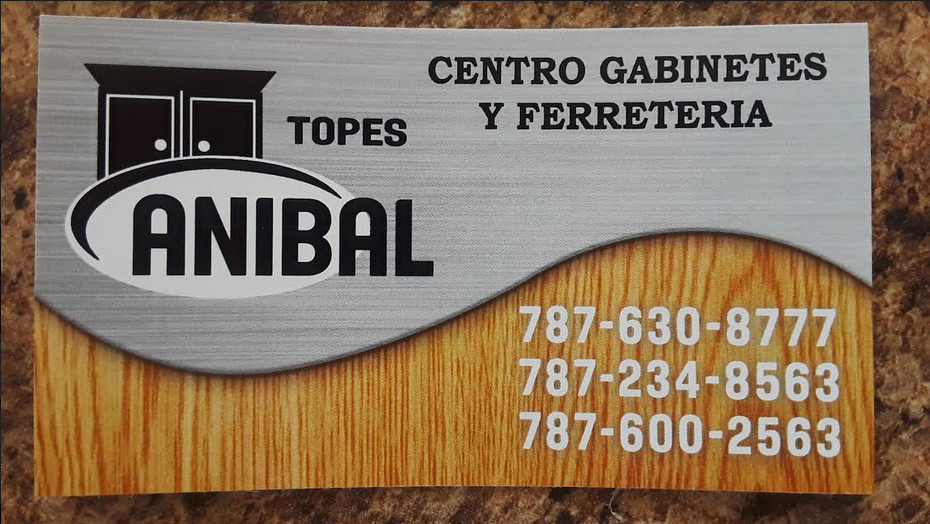 CENTRO GABINETES
Y FERRETERIA
TOPES
ANIBAL
787-630-8777
787-234-8563
787-600-2563